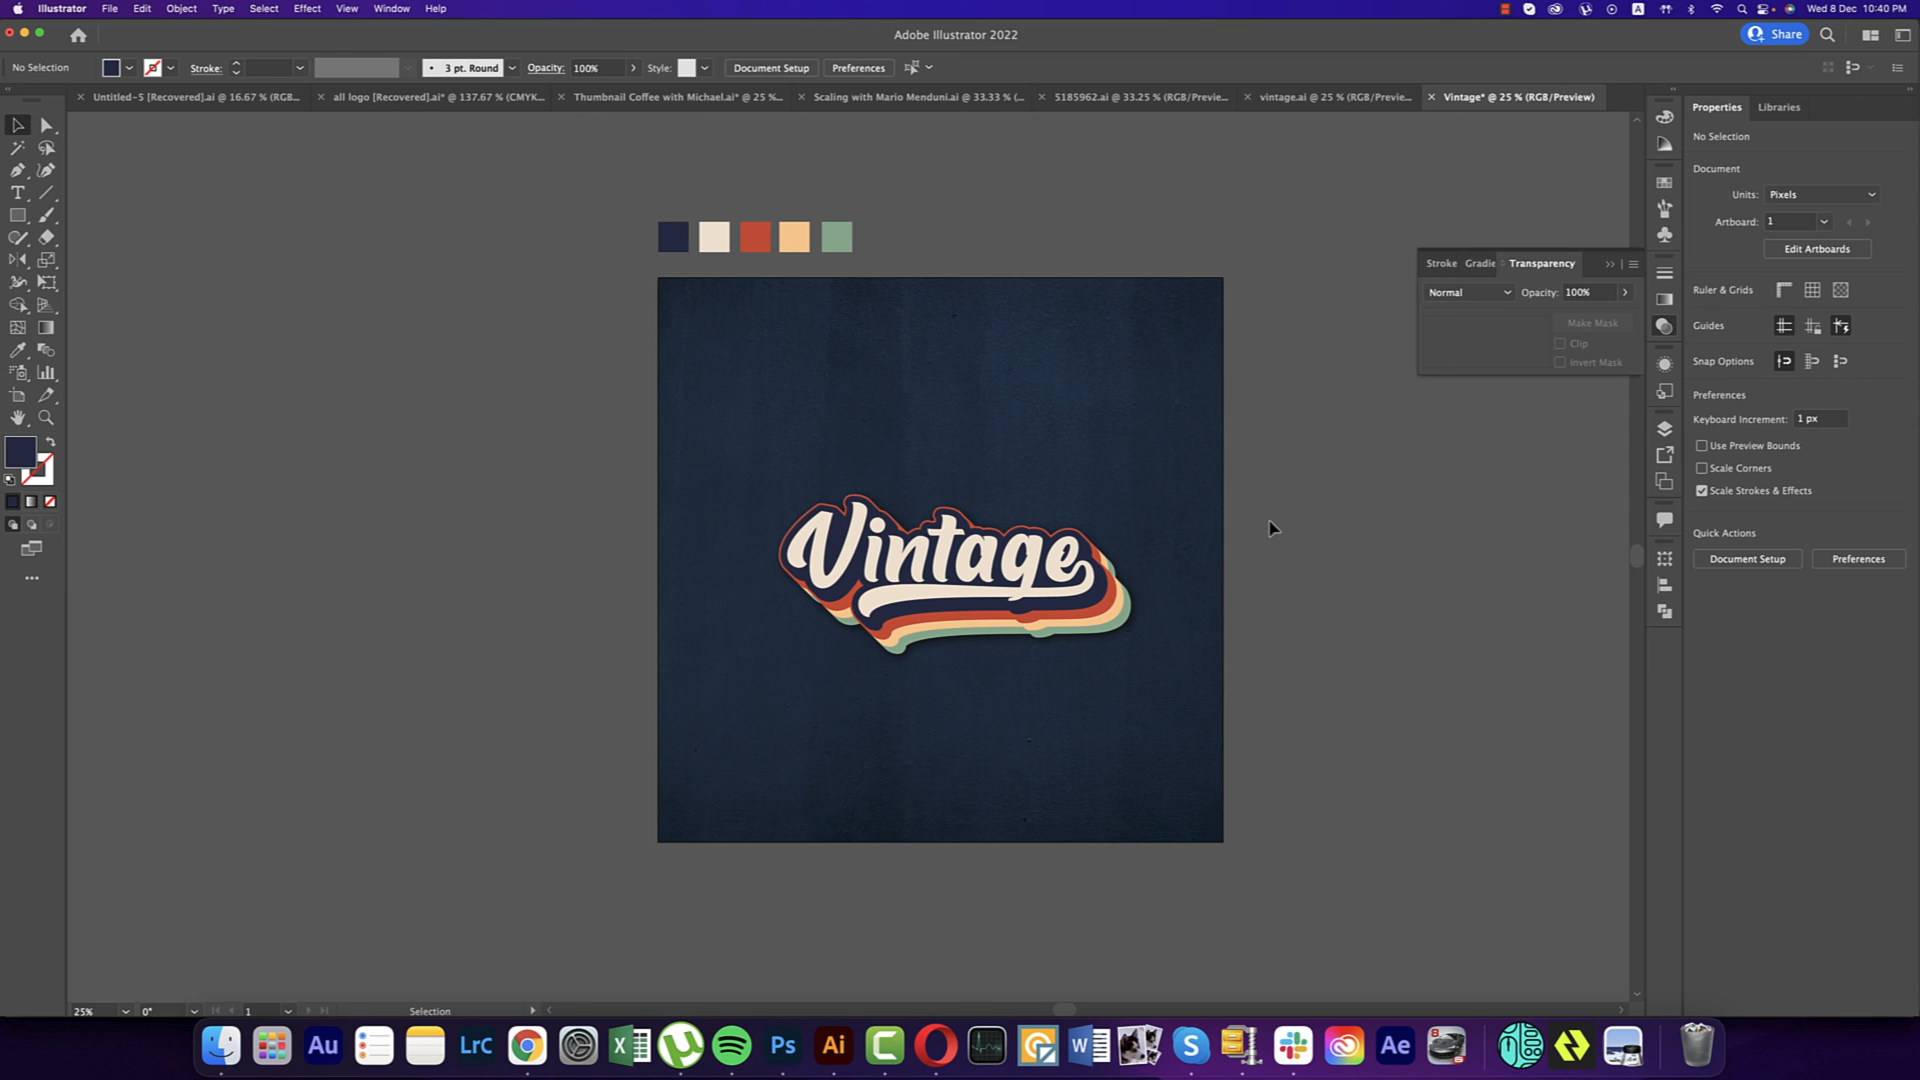 Illustrator File Edit Object Type Select Effect View Window Help
A
Wed 8 Dec 10:40 PM
Adobe Illustrator 2022
Share
No Selection
Stroke:
3 pt. Round
Opacity: 100%
Style:
Document Setup
Preferences
Untitled-5 [Recovered].ai @ 16.67 % (RGB...
all logo [Recovered].ai* @ 137.67 % (CMYK...
Thumbnail Coffee with Michael.ai* @ 25 %...
Scaling with Mario Menduni.ai @ 33.33 % (...
5185962.ai @ 33.25 % (RGB/Previe...
vintage.ai @ 25 % (RGB/Previe...
Vintage* @ 25 % (RGB/Preview)
Properties Libraries
No Selection
Document
Units: Pixels
Artboard: 1
Edit Artboards
Stroke Gradie Transparency
Normal Opacity: 100%
Make Mask
Clip
Invert Mask
Ruler & Grids
Guides
Snap Options
Preferences
Keyboard Increment: 1 px
Use Preview Bounds
Scale Corners
Scale Strokes & Effects
Quick Actions
Document Setup Preferences
Vintage
25% 0° 1 Selection
Au LrC Ps Ai Ae